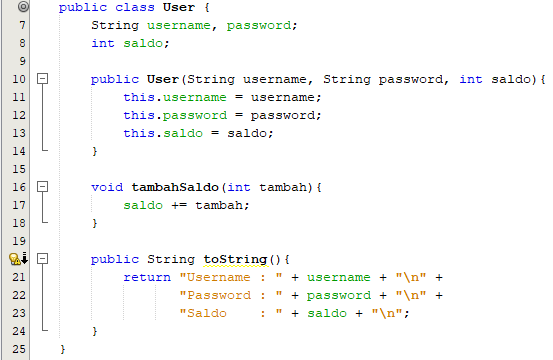 public class User {
7 String username, password;
8 int saldo;
9
10 public User(String username, String password, int saldo){
11 this.username = username;
12 this.password = password;
13 this.saldo = saldo;
14 }
15
16 void tambahSaldo(int tambah){
17 saldo += tambah;
18 }
19
public String toString(){
21 return "Username : " + username + "\n" +
22 "Password : " + password + "\n" +
23 "Saldo    : " + saldo + "\n";
24 }
25 }